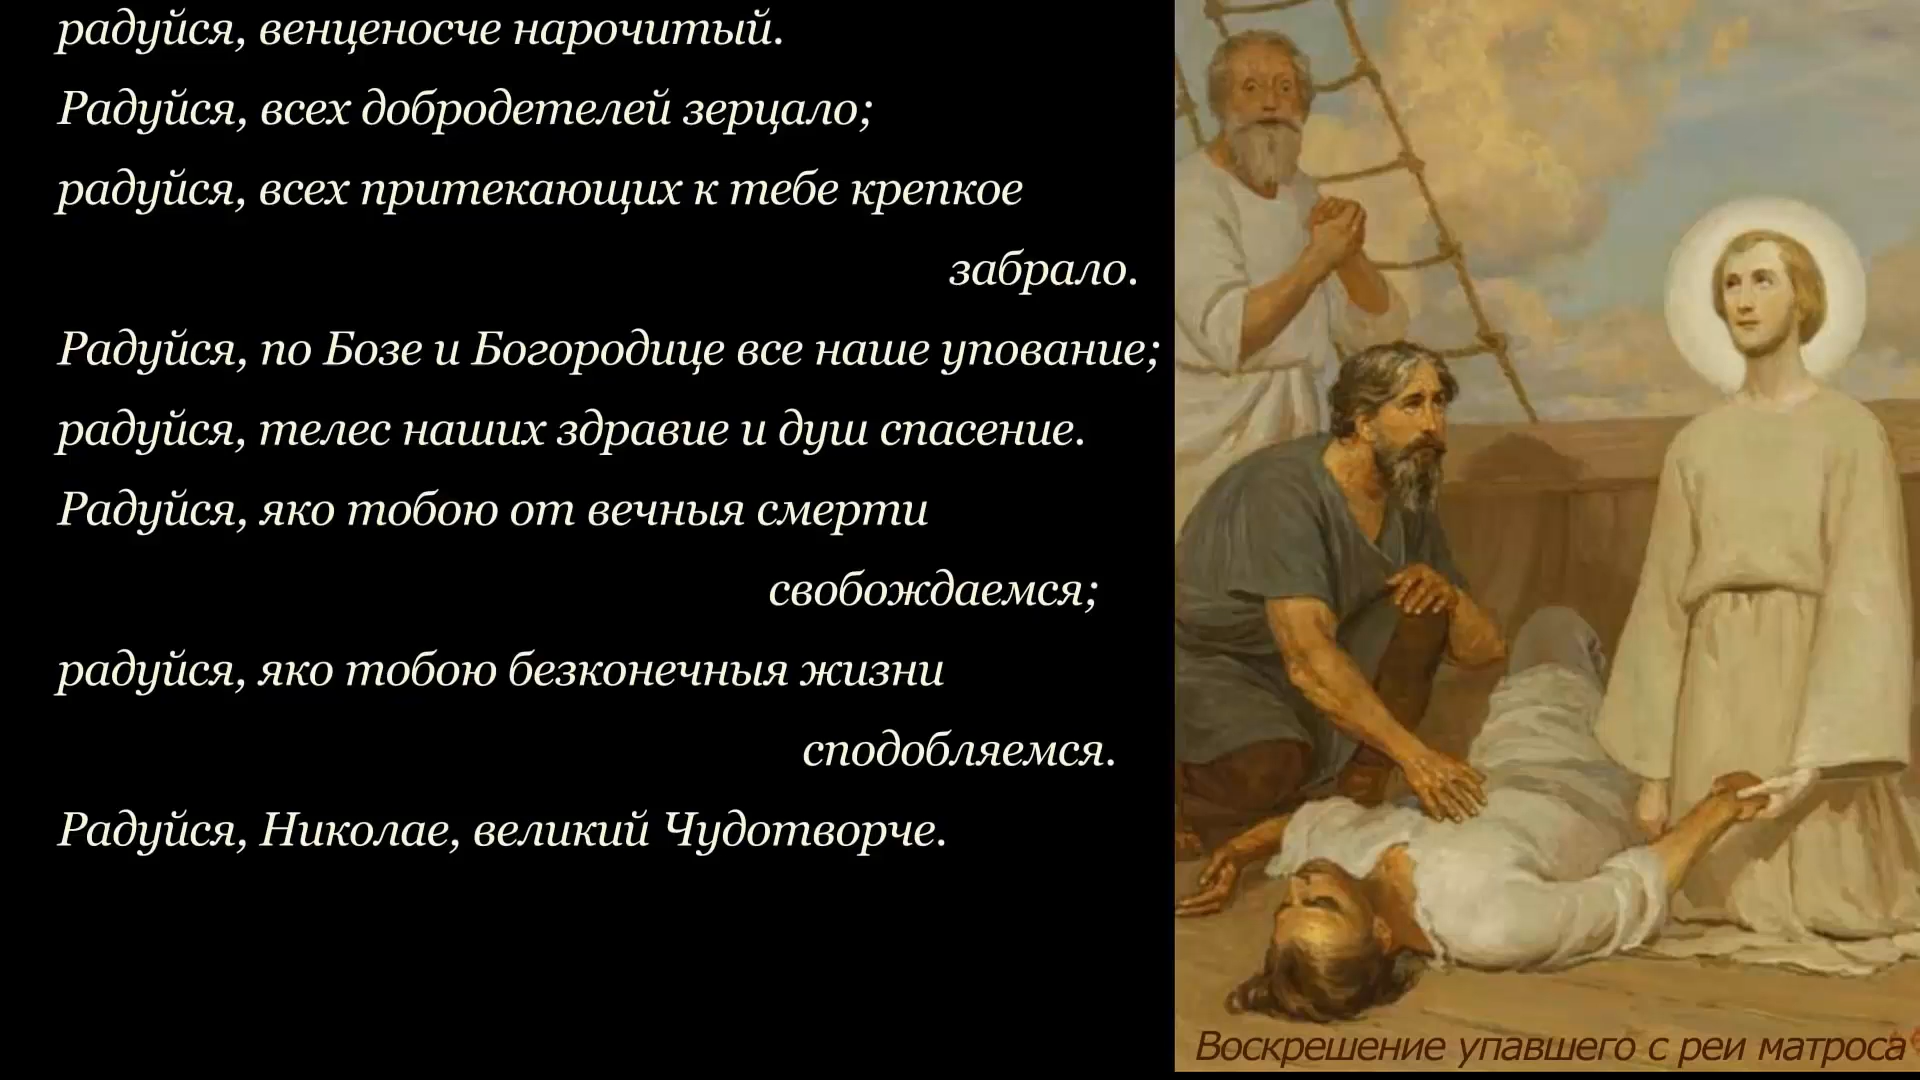 радуйся, венценосче нарочитый.
Радуйся, всех добродетелей зерцало;
радуйся, всех притекающих к тебе крепкое
забрало.
Радуйся, по Бозе и Богородице все наше упование;
радуйся, телес наших здравие и душ спасение.
Радуйся, яко тобою от вечныя смерти
свобождаемся;
радуйся, яко тобою безконечныя жизни
сподобляемся.
Радуйся, Николае, великий Чудотворче.
Воскрешение упавшего с реи матроса